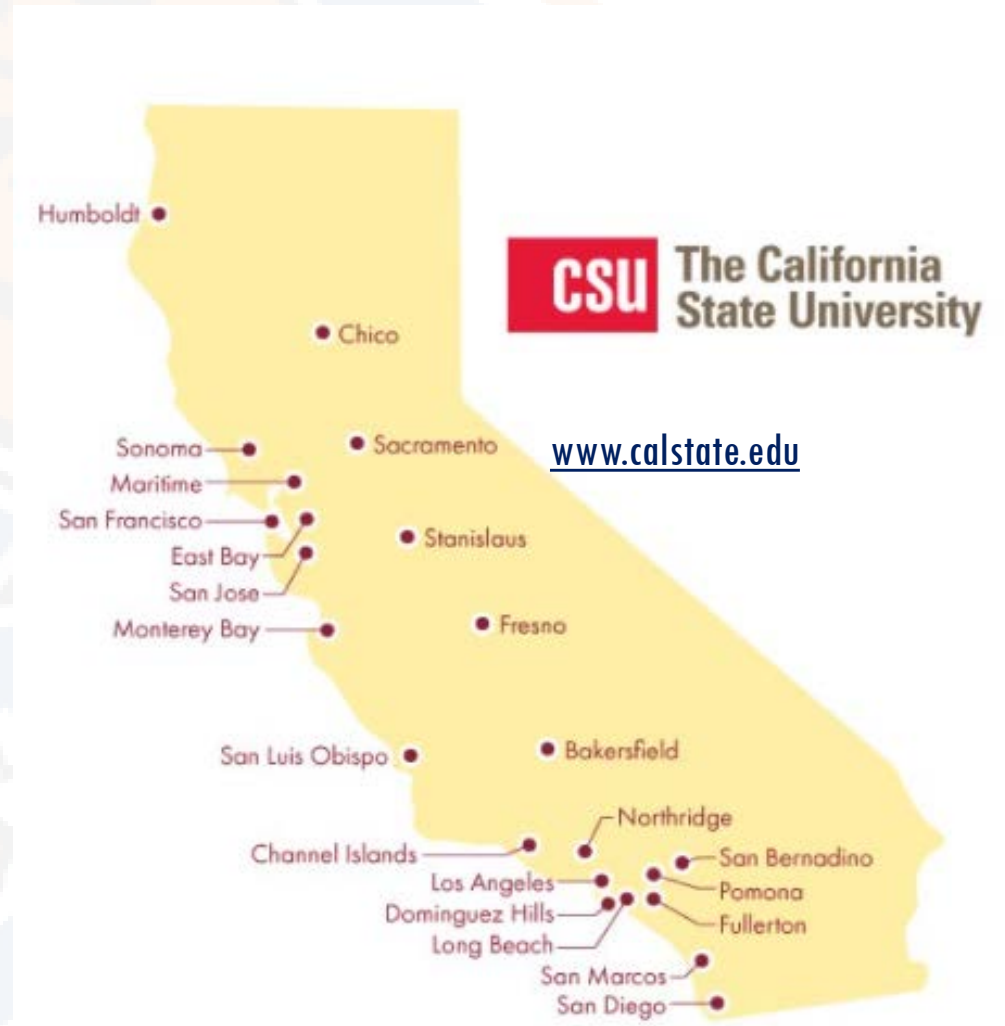 Humboldt
CSU
The California
State University
Chico
Sonoma
Sacramento
www.calstate.edu
Maritime
San Francisco
East Bay
Stanislaus
San Jose
Monterey Bay
Fresno
San Luis Obispo
Bakersfield
Northridge
Channel Islands
San Bernadino
Los Angeles
Pomona
Dominguez Hills
Fullerton
Long Beach
San Marcos
San Diego